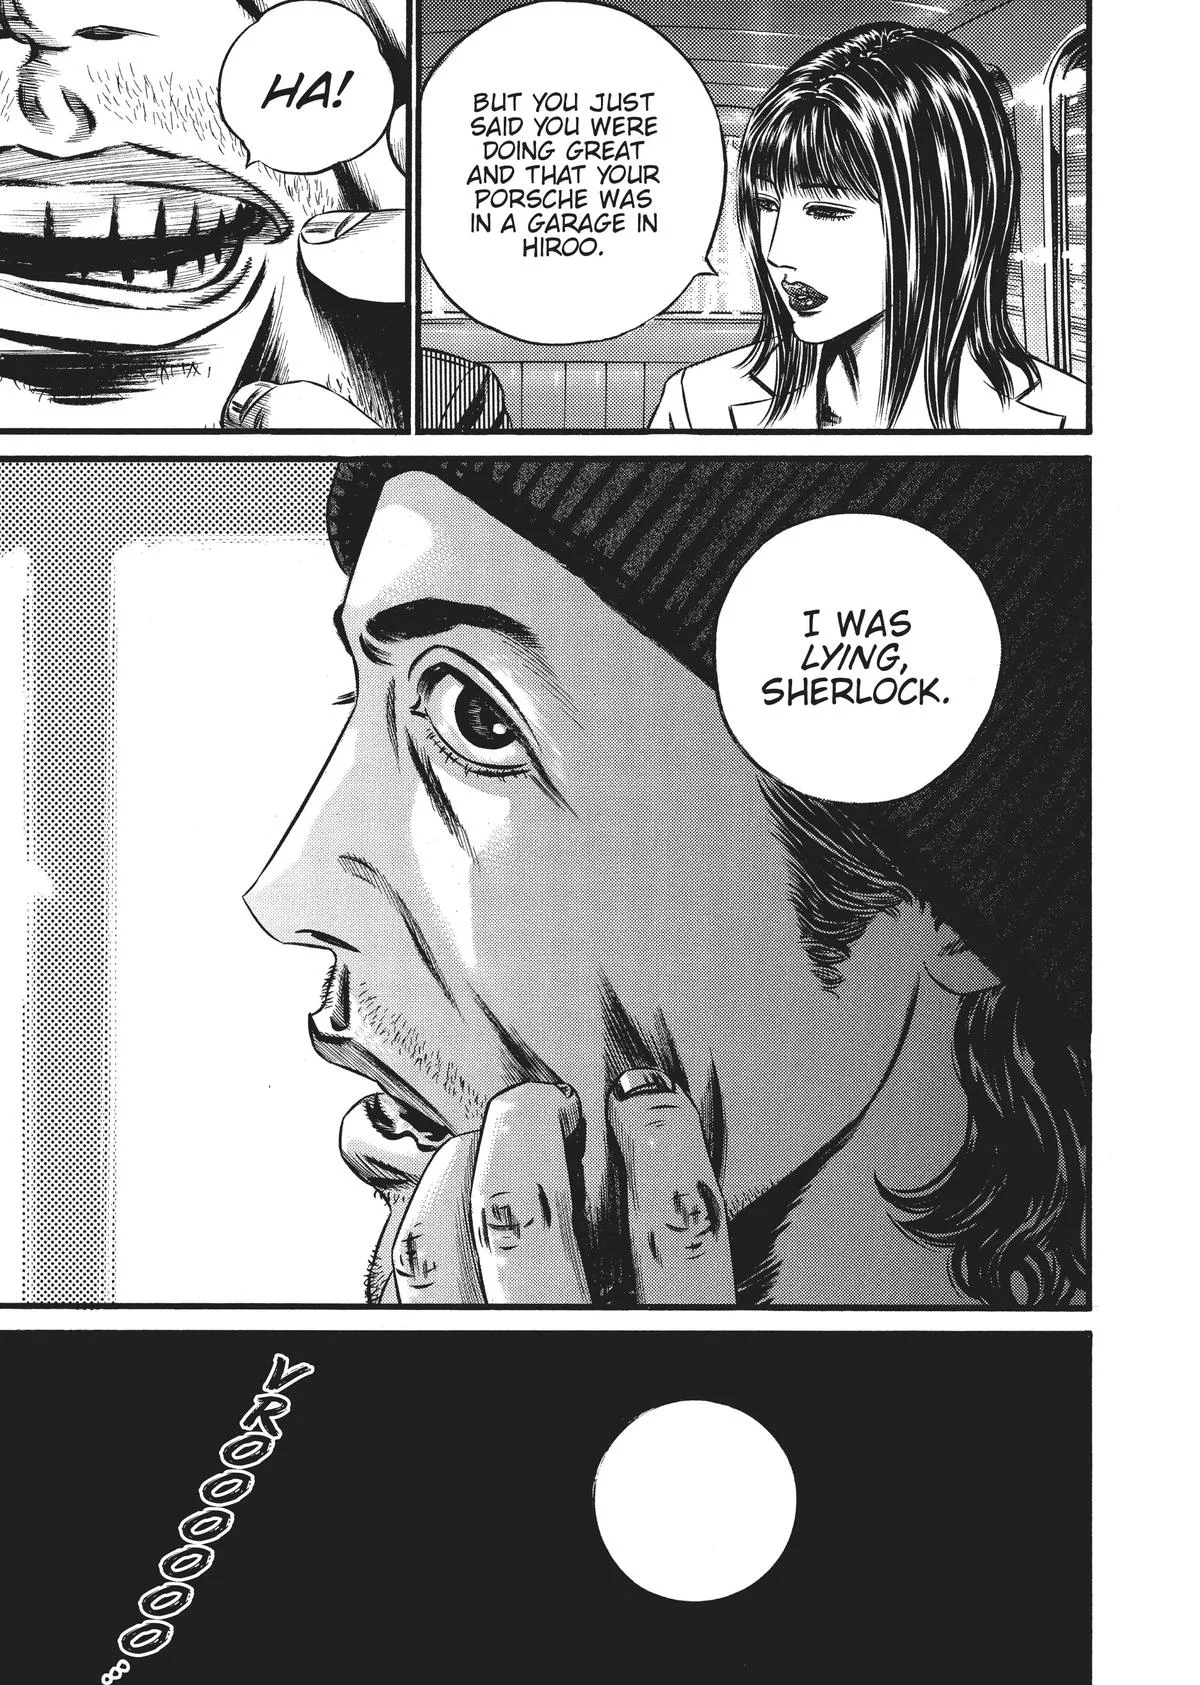 BUT YOU JUST
SAID YOU WERE
DOING GREAT
AND THAT YOUR
PORSCHE WAS
IN A GARAGE IN
HIROO.
HA!
I WAS
LYING,
SHERLOCK.
VROOOOOOO...